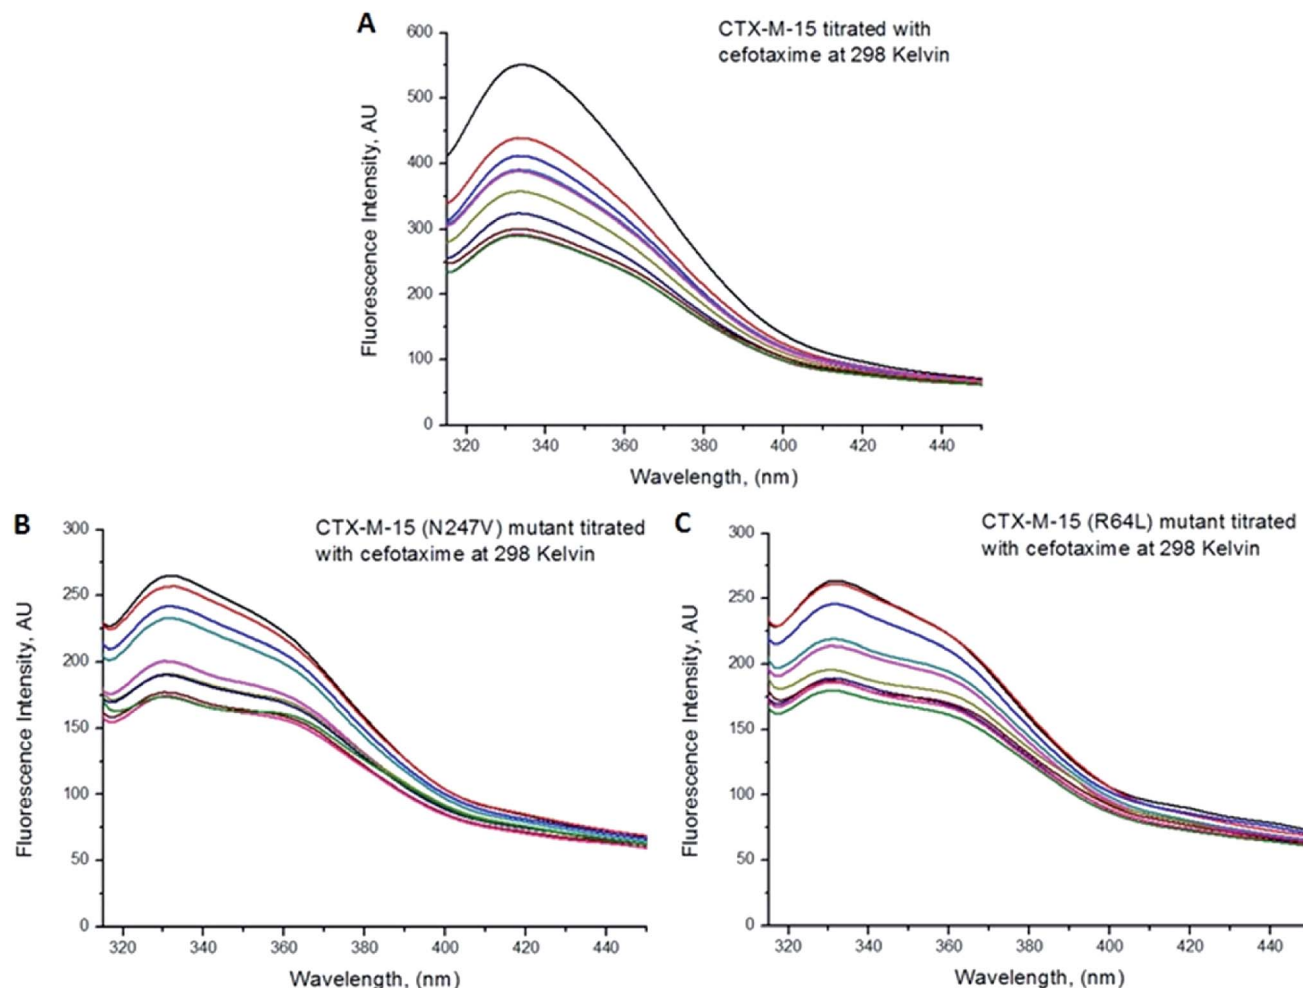 A
CTX-M-15 titrated with
cefotaxime at 298 Kelvin
Fluorescence Intensity, AU
600
500
400
300
200
100
0
320 340 360 380 400 420 440
Wavelength, (nm)
B
CTX-M-15 (N247V) mutant titrated
with cefotaxime at 298 Kelvin
Fluorescence Intensity, AU
300
250
200
150
100
50
0
320 340 360 380 400 420 440
Wavelength, (nm)
C
CTX-M-15 (R64L) mutant titrated
with cefotaxime at 298 Kelvin
Fluorescence Intensity, AU
300
250
200
150
100
50
0
320 340 360 380 400 420 440
Wavelength, (nm)